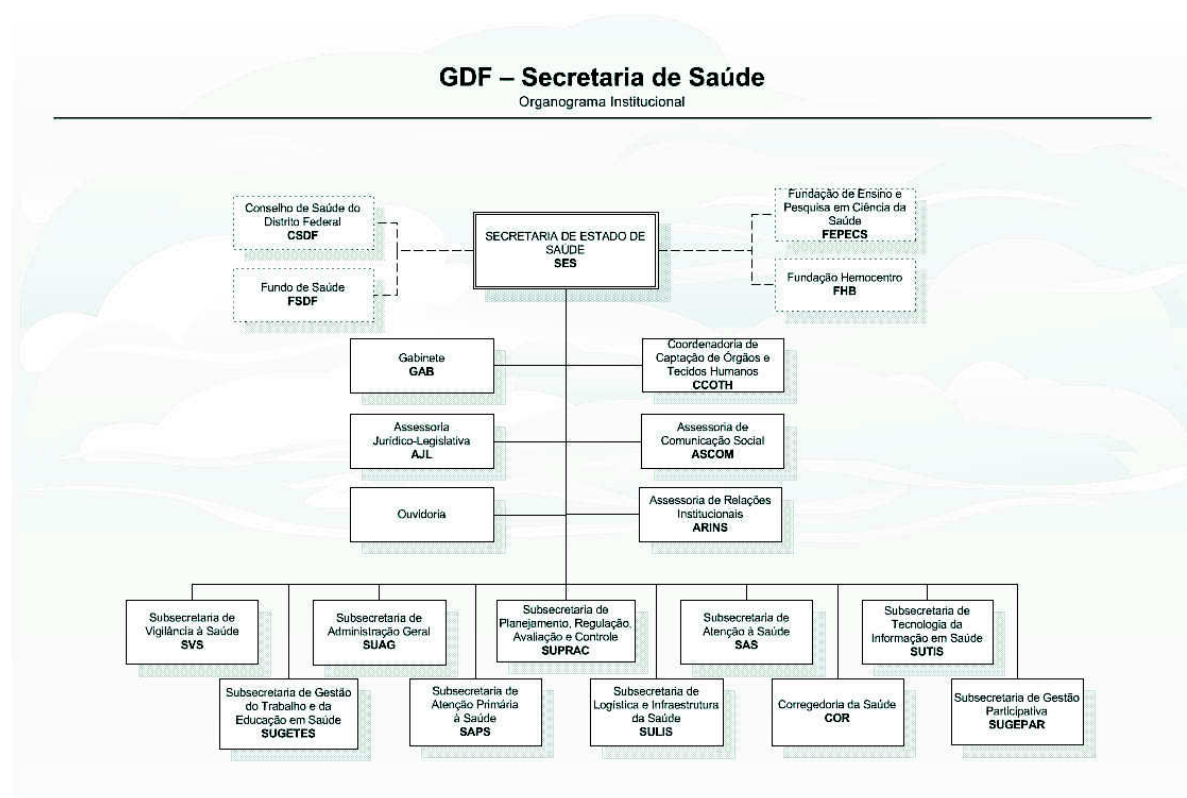 GDF – Secretaria de Saúde
Organograma Institucional
Conselho de Saúde do
Distrito Federal
CSDF
Fundo de Saúde
FSDF
SECRETARIA DE ESTADO DE
SAÚDE
SES
Fundação de Ensino e
Pesquisa em Ciência da
Saúde
FEPECS
Fundação Hemocentro
FHB
Gabinete
GAB
Coordenadoria de
Captação de Órgãos e
Tecidos Humanos
CCOTH
Assessoria
Jurídico-Legislativa
AJL
Assessoria de
Comunicação Social
ASCOM
Ouvidoria
Assessoria de Relações
Institucionais
ARINS
Subsecretaria de
Vigilância à Saúde
SVS
Subsecretaria de
Administração Geral
SUAG
Subsecretaria de
Planejamento, Regulação,
Avaliação e Controle
SUPRAC
Subsecretaria de
Atenção à Saúde
SAS
Subsecretaria de
Tecnologia da
Informação em Saúde
SUTIS
Subsecretaria de Gestão
do Trabalho e da
Educação em Saúde
SUGETES
Subsecretaria de
Atenção Primária
à Saúde
SAPS
Subsecretaria de
Logística e Infraestrutura
da Saúde
SULIS
Corregedoria da Saúde
COR
Subsecretaria de Gestão
Participativa
SUGEPAR